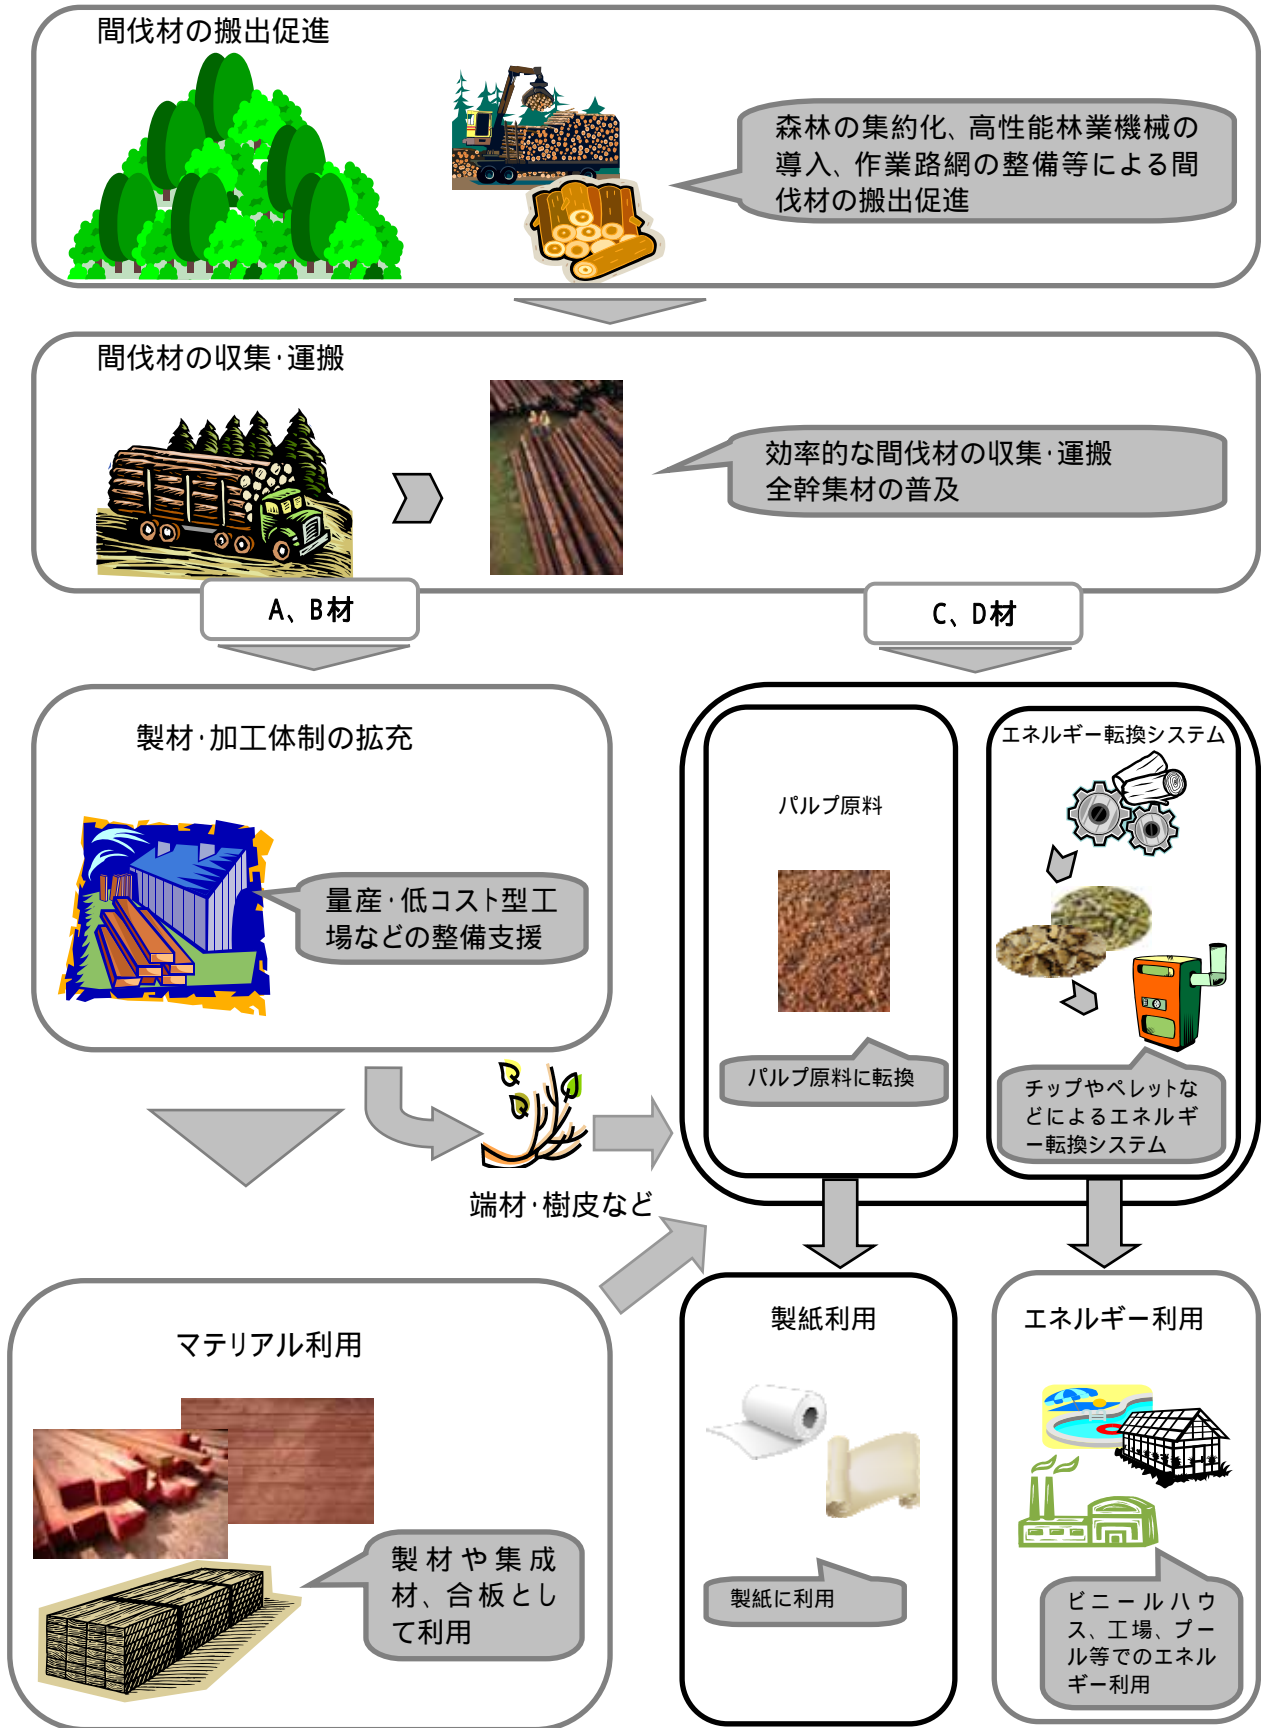 間伐材の搬出促進
森林の集約化、高性能林業機械の
導入、作業路網の整備等による間
伐材の搬出促進
間伐材の収集・運搬
効率的な間伐材の収集・運搬
全幹集材の普及
A、B材
C、D材
製材・加工体制の拡充
量産・低コスト型工
場などの整備支援
パルプ原料
パルプ原料に転換
エネルギー転換システム
チップやペレットな
どによるエネルギ
ー転換システム
端材・樹皮など
マテリアル利用
製材や集成
材、合板とし
て利用
製紙利用
製紙に利用
エネルギー利用
ビニールハウ
ス、工場、プー
ル等でのエネル
ギー利用